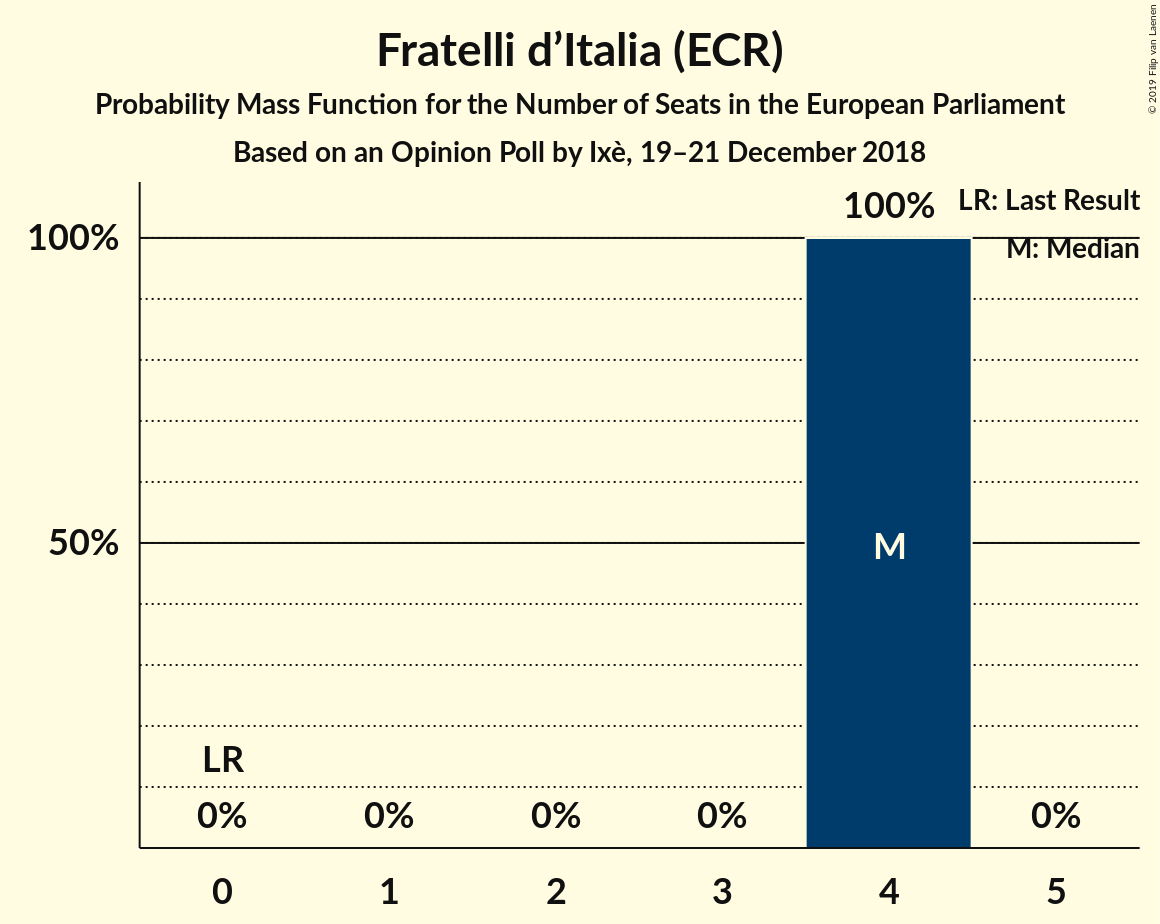 Fratelli d’Italia (ECR)
Probability Mass Function for the Number of Seats in the European Parliament
Based on an Opinion Poll by Ixè, 19–21 December 2018
© 2019 Filip van Laenen
LR: Last Result
M: Median
100%
100%
50%
M
LR
0%
0%
0%
0%
0%
0
1
2
3
4
5